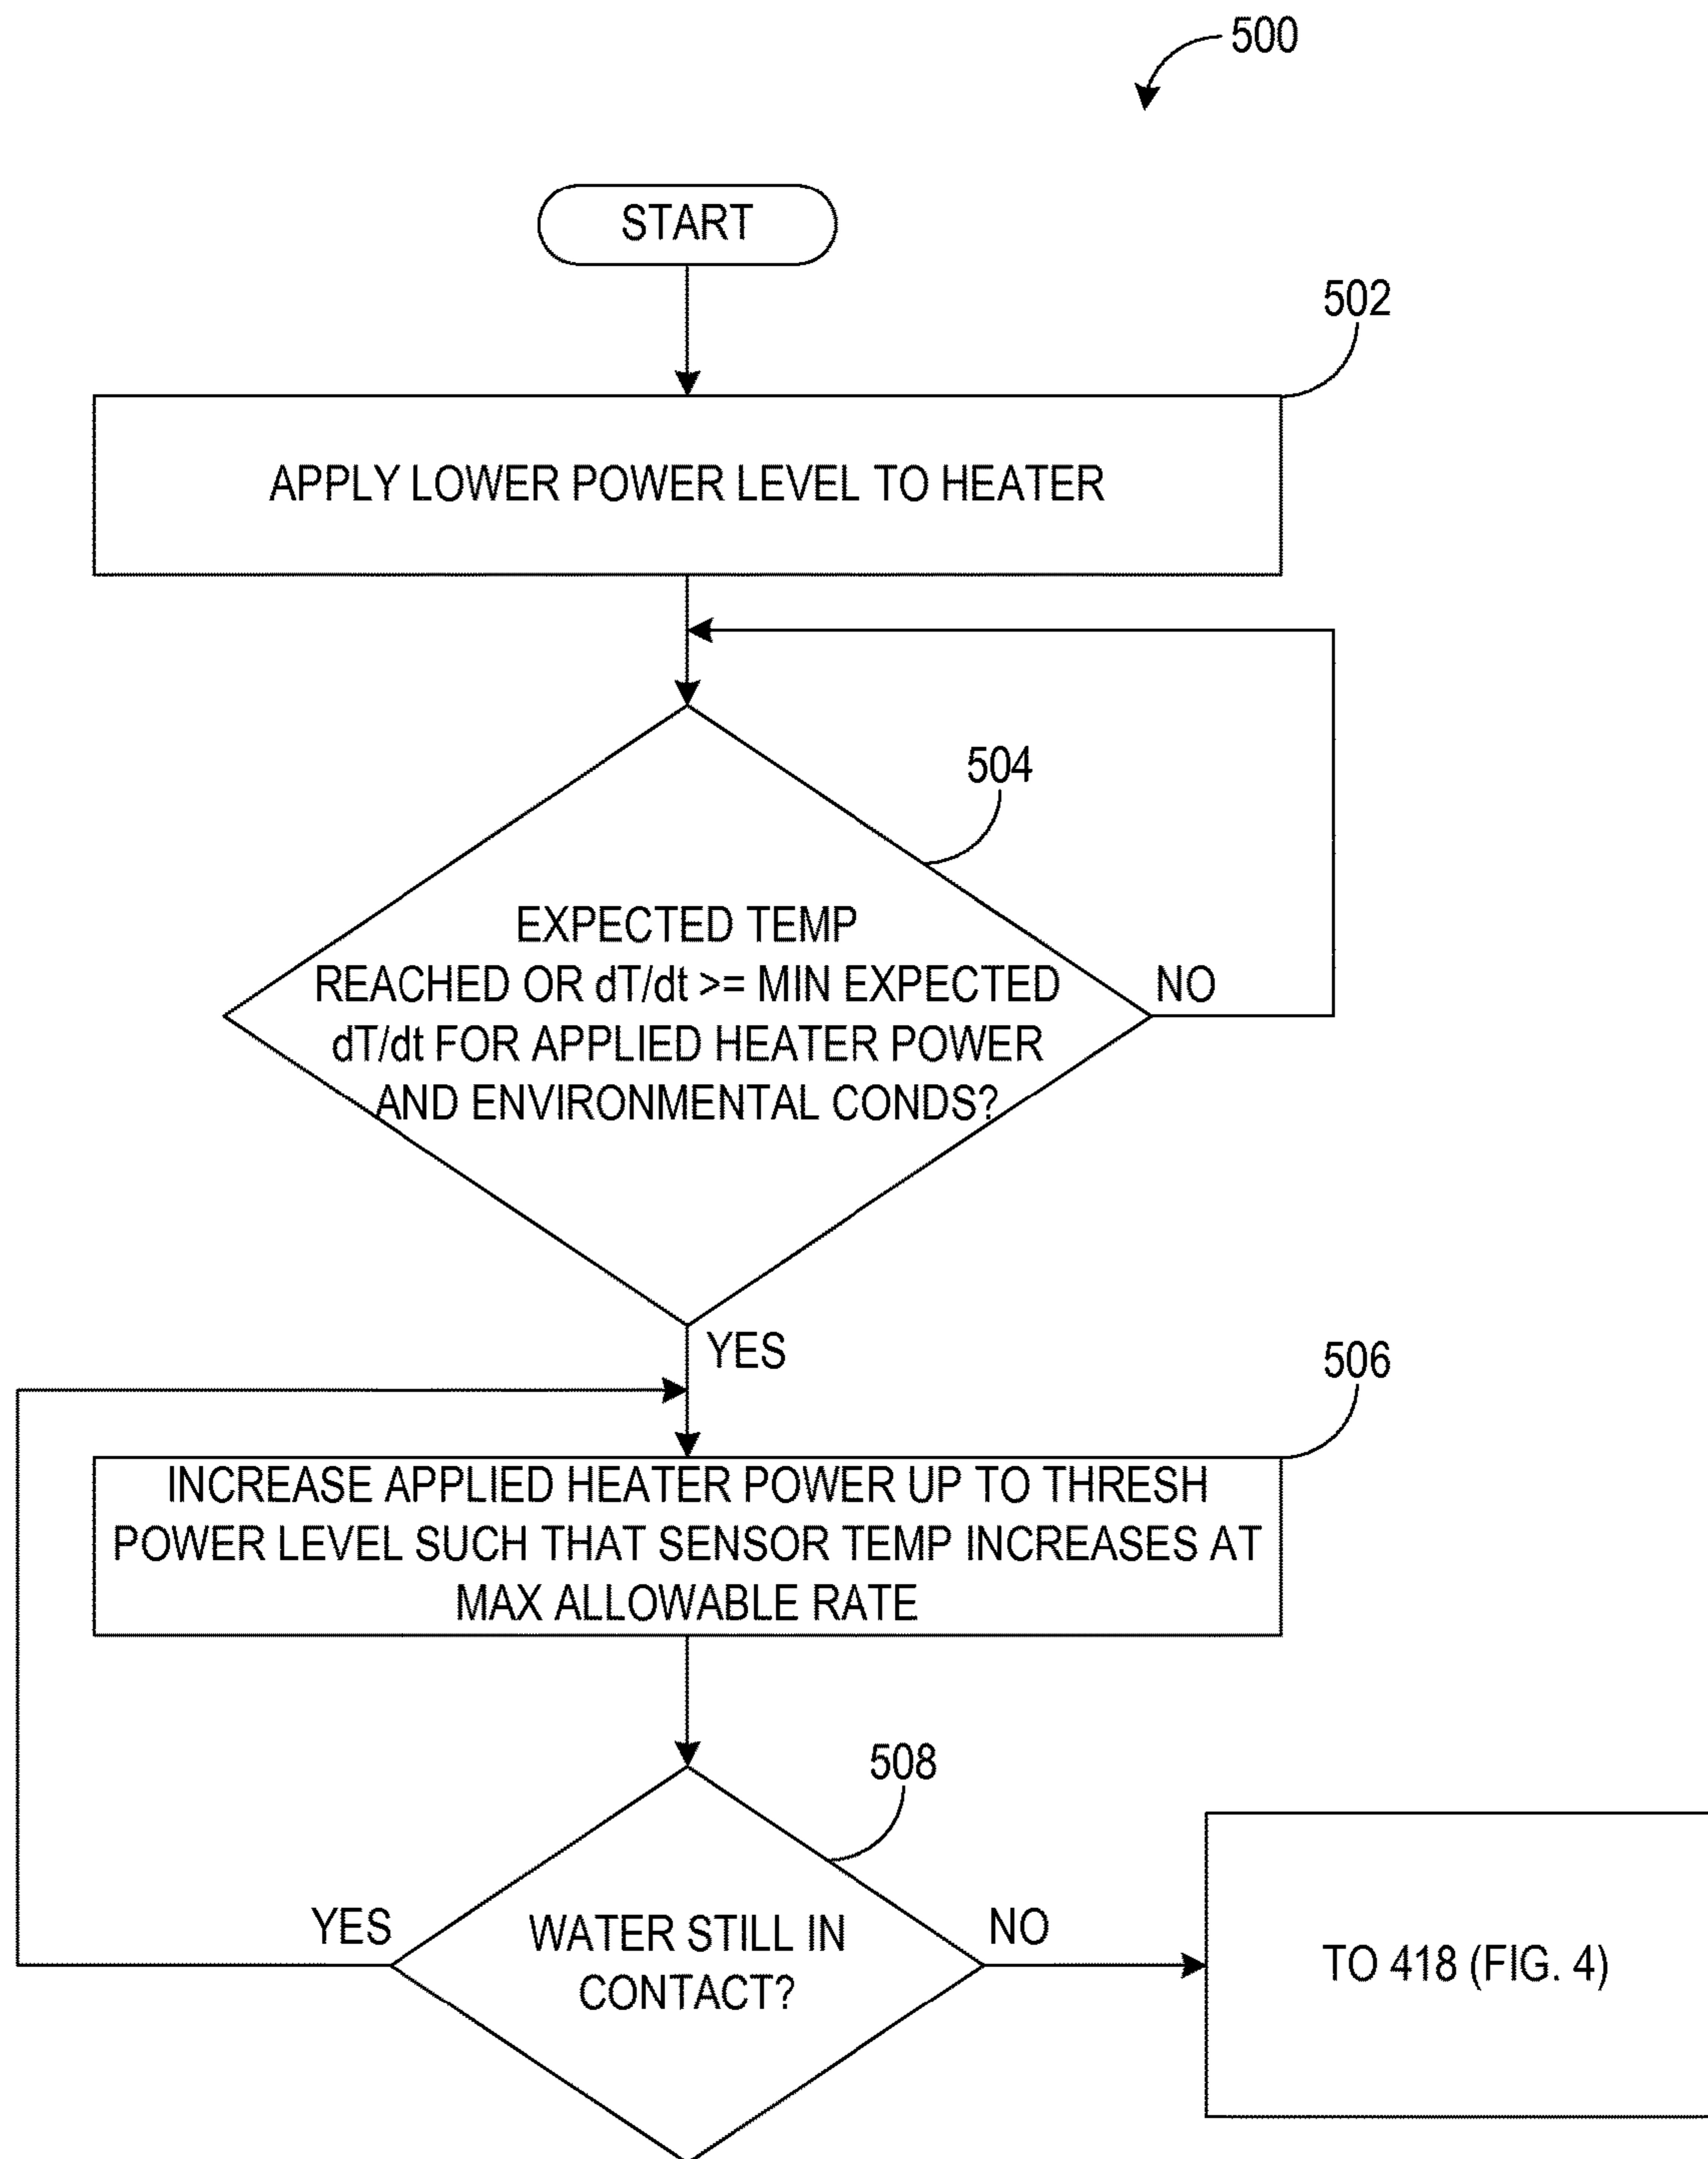 500
START
502
APPLY LOWER POWER LEVEL TO HEATER
504
EXPECTED TEMP
REACHED OR dT/dt >= MIN EXPECTED
dT/dt FOR APPLIED HEATER POWER
AND ENVIRONMENTAL CONDS?
NO
YES
506
INCREASE APPLIED HEATER POWER UP TO THRESH
POWER LEVEL SUCH THAT SENSOR TEMP INCREASES AT
MAX ALLOWABLE RATE
508
YES
WATER STILL IN
CONTACT?
NO
TO 418 (FIG. 4)